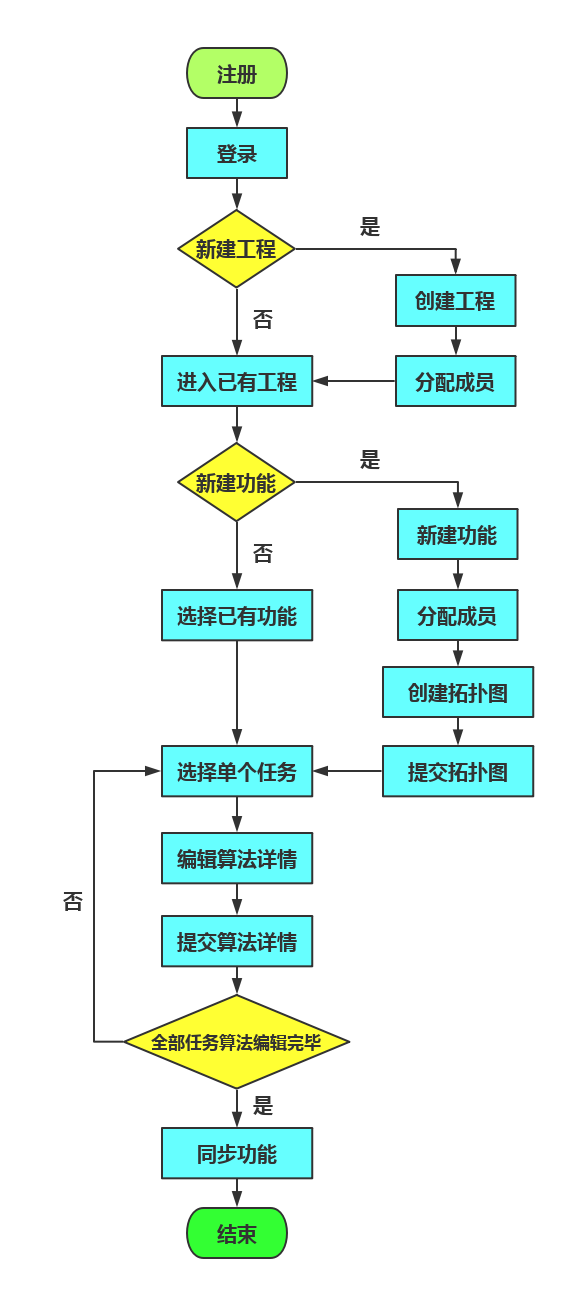 注册
登录
新建工程
是
创建工程
否
进入已有工程
分配成员
新建功能
是
新建功能
否
选择已有功能
分配成员
创建拓扑图
选择单个任务
提交拓扑图
编辑算法详情
否
提交算法详情
全部任务算法编辑完毕
是
同步功能
结束